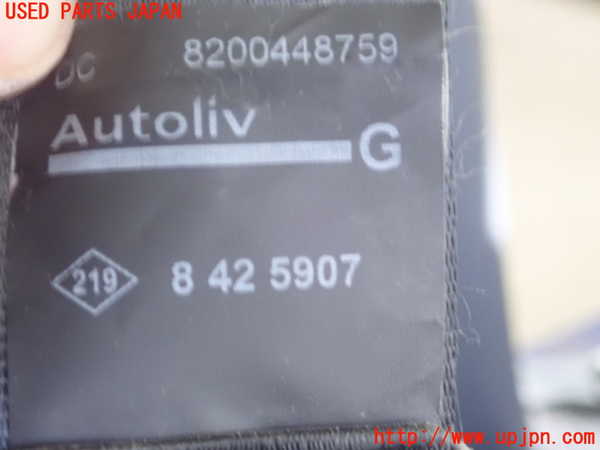 USED PARTS JAPAN
DC 8200448759
Autoliv
G
219 8 42 5907
http://www.upjpn.com/